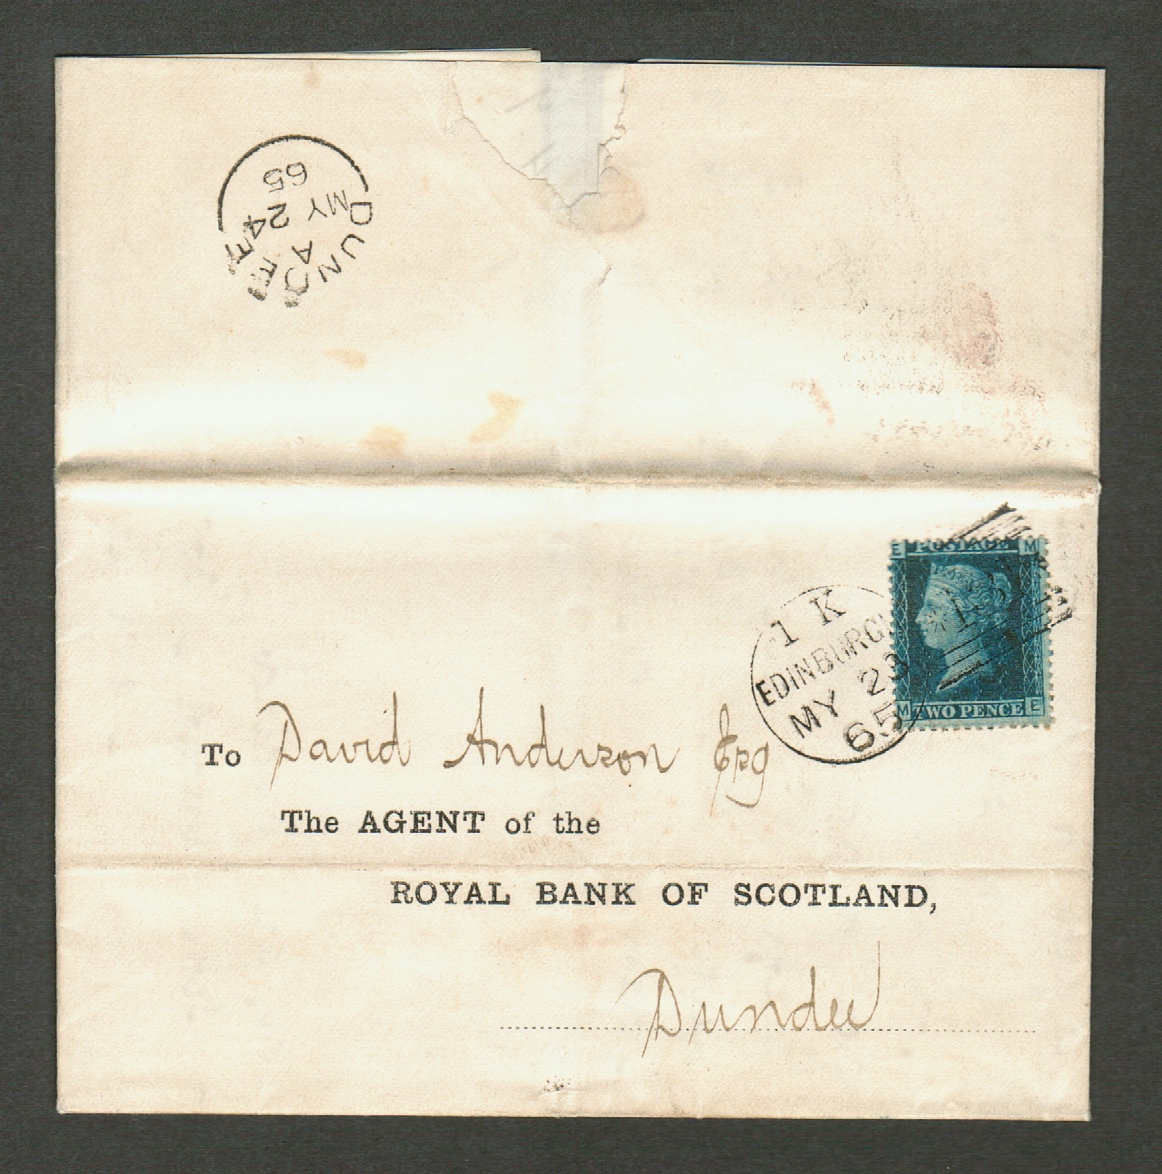 DUNDEE
A
MY 24
65
E POSTAGE M
1 K
EDINBURGH
MY 23
65
131
M TWO PENCE E
To David Anderson Esq
The AGENT of the
ROYAL BANK OF SCOTLAND,
Dundee